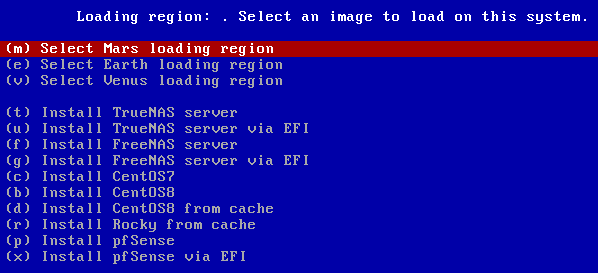 Loading region: . Select an image to load on this system.
(m) Select Mars loading region
(e) Select Earth loading region
(v) Select Venus loading region
(t) Install TrueNAS server
(u) Install TrueNAS server via EFI
(f) Install FreeNAS server
(g) Install FreeNAS server via EFI
(c) Install CentOS7
(b) Install CentOS8
(d) Install CentOS8 from cache
(r) Install Rocky from cache
(p) Install pfSense
(x) Install pfSense via EFI